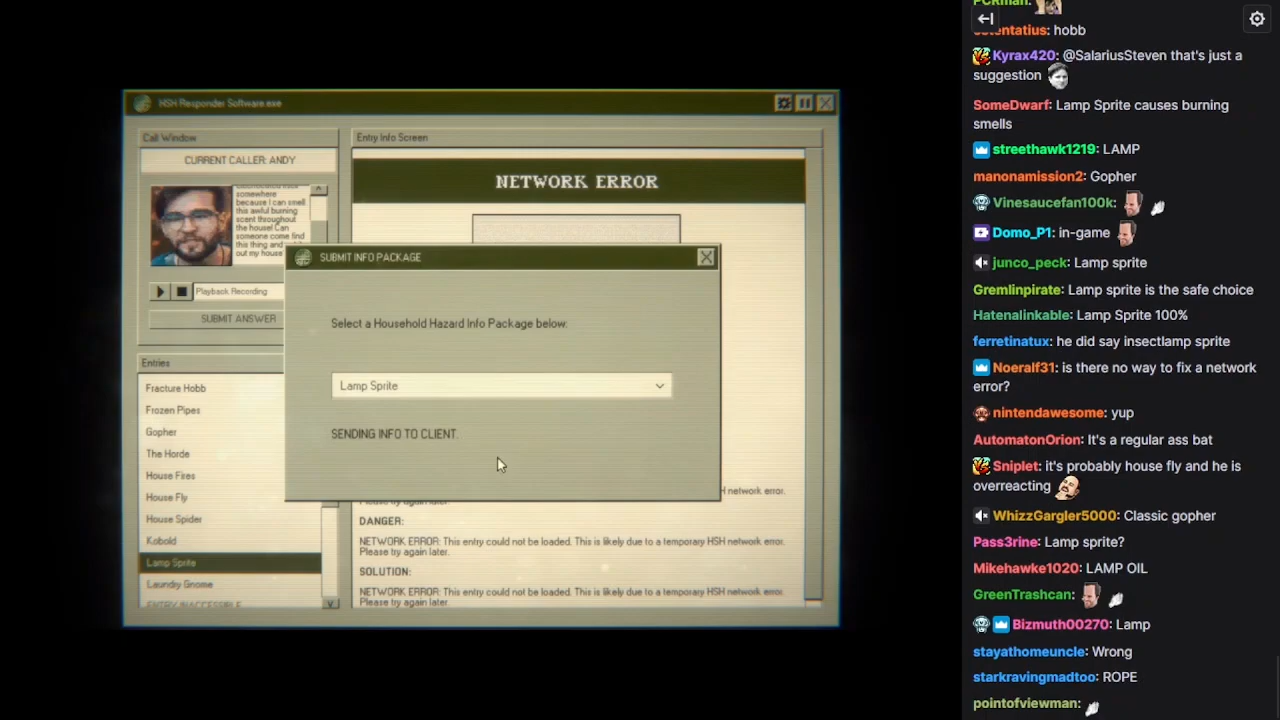 HSH Responder Software.exe
Call Window
CURRENT CALLER: ANDY
somewhere
because I can smell
this awful burning
scent throughout
the house! Can
someone come find
this thing and
out my house
Playback Recording
SUBMIT ANSWER
Entries
Fracture Hobb
Frozen Pipes
Gopher
The Horde
House Fires
House Fly
House Spider
Kobold
Lamp Sprite
Laundry Gnome
ENTRY INACCESSIBLE
Entry Info Screen
NETWORK ERROR
SUBMIT INFO PACKAGE
Select a Household Hazard Info Package below:
Lamp Sprite
SENDING INFO TO CLIENT.
H network error.
Please try again later.
DANGER:
NETWORK ERROR: This entry could not be loaded. This is likely due to a temporary HSH network error.
Please try again later.
SOLUTION:
NETWORK ERROR: This entry could not be loaded. This is likely due to a temporary HSH network error.
Please try again later.
PCRman:
hobb
Kyrax420: @SalariusSteven that's just a
suggestion
SomeDwarf: Lamp Sprite causes burning
smells
streethawk1219: LAMP
manonamission2: Gopher
Vinesaucefan100k:
Domo_P1: in-game
junco_peck: Lamp sprite
Gremlinpirate: Lamp sprite is the safe choice
Hatenalinkable: Lamp Sprite 100%
ferretinatux: he did say insectlamp sprite
Noeralf31: is there no way to fix a network
error?
nintendawesome: yup
AutomatonOrion: It's a regular ass bat
Sniplet: it's probably house fly and he is
overreacting
WhizzGargler5000: Classic gopher
Pass3rine: Lamp sprite?
Mikehawke1020: LAMP OIL
GreenTrashcan:
Bizmuth00270: Lamp
stayathomeuncle: Wrong
starkravingmadtoo: ROPE
pointofviewman: